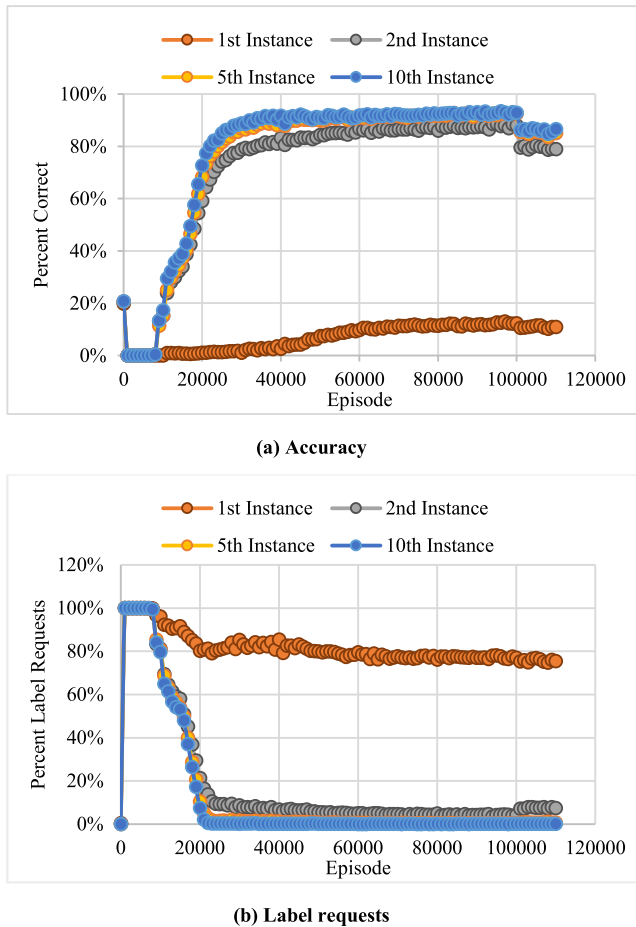 1st Instance 2nd Instance
5th Instance 10th Instance
100%
80%
60%
40%
20%
0%
Percent Correct
0 20000 40000 60000 80000 100000 120000
Episode
(a) Accuracy
1st Instance 2nd Instance
5th Instance 10th Instance
120%
100%
80%
60%
40%
20%
0%
Percent Label Requests
0 20000 40000 60000 80000 100000 120000
Episode
(b) Label requests